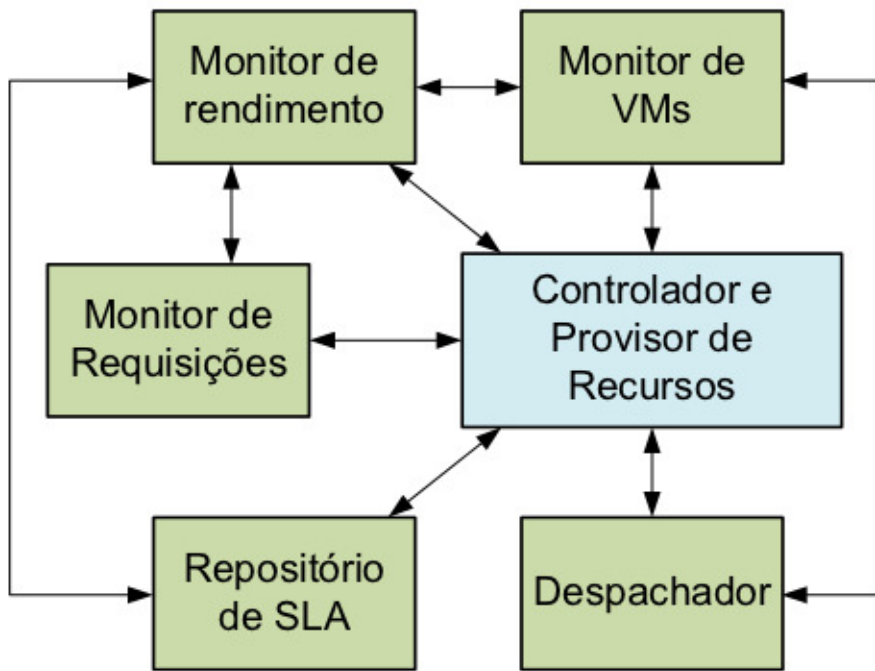 Monitor de
rendimento
Monitor de
VMs
Monitor de
Requisições
Controlador e
Provisor de
Recursos
Repositório
de SLA
Despachador